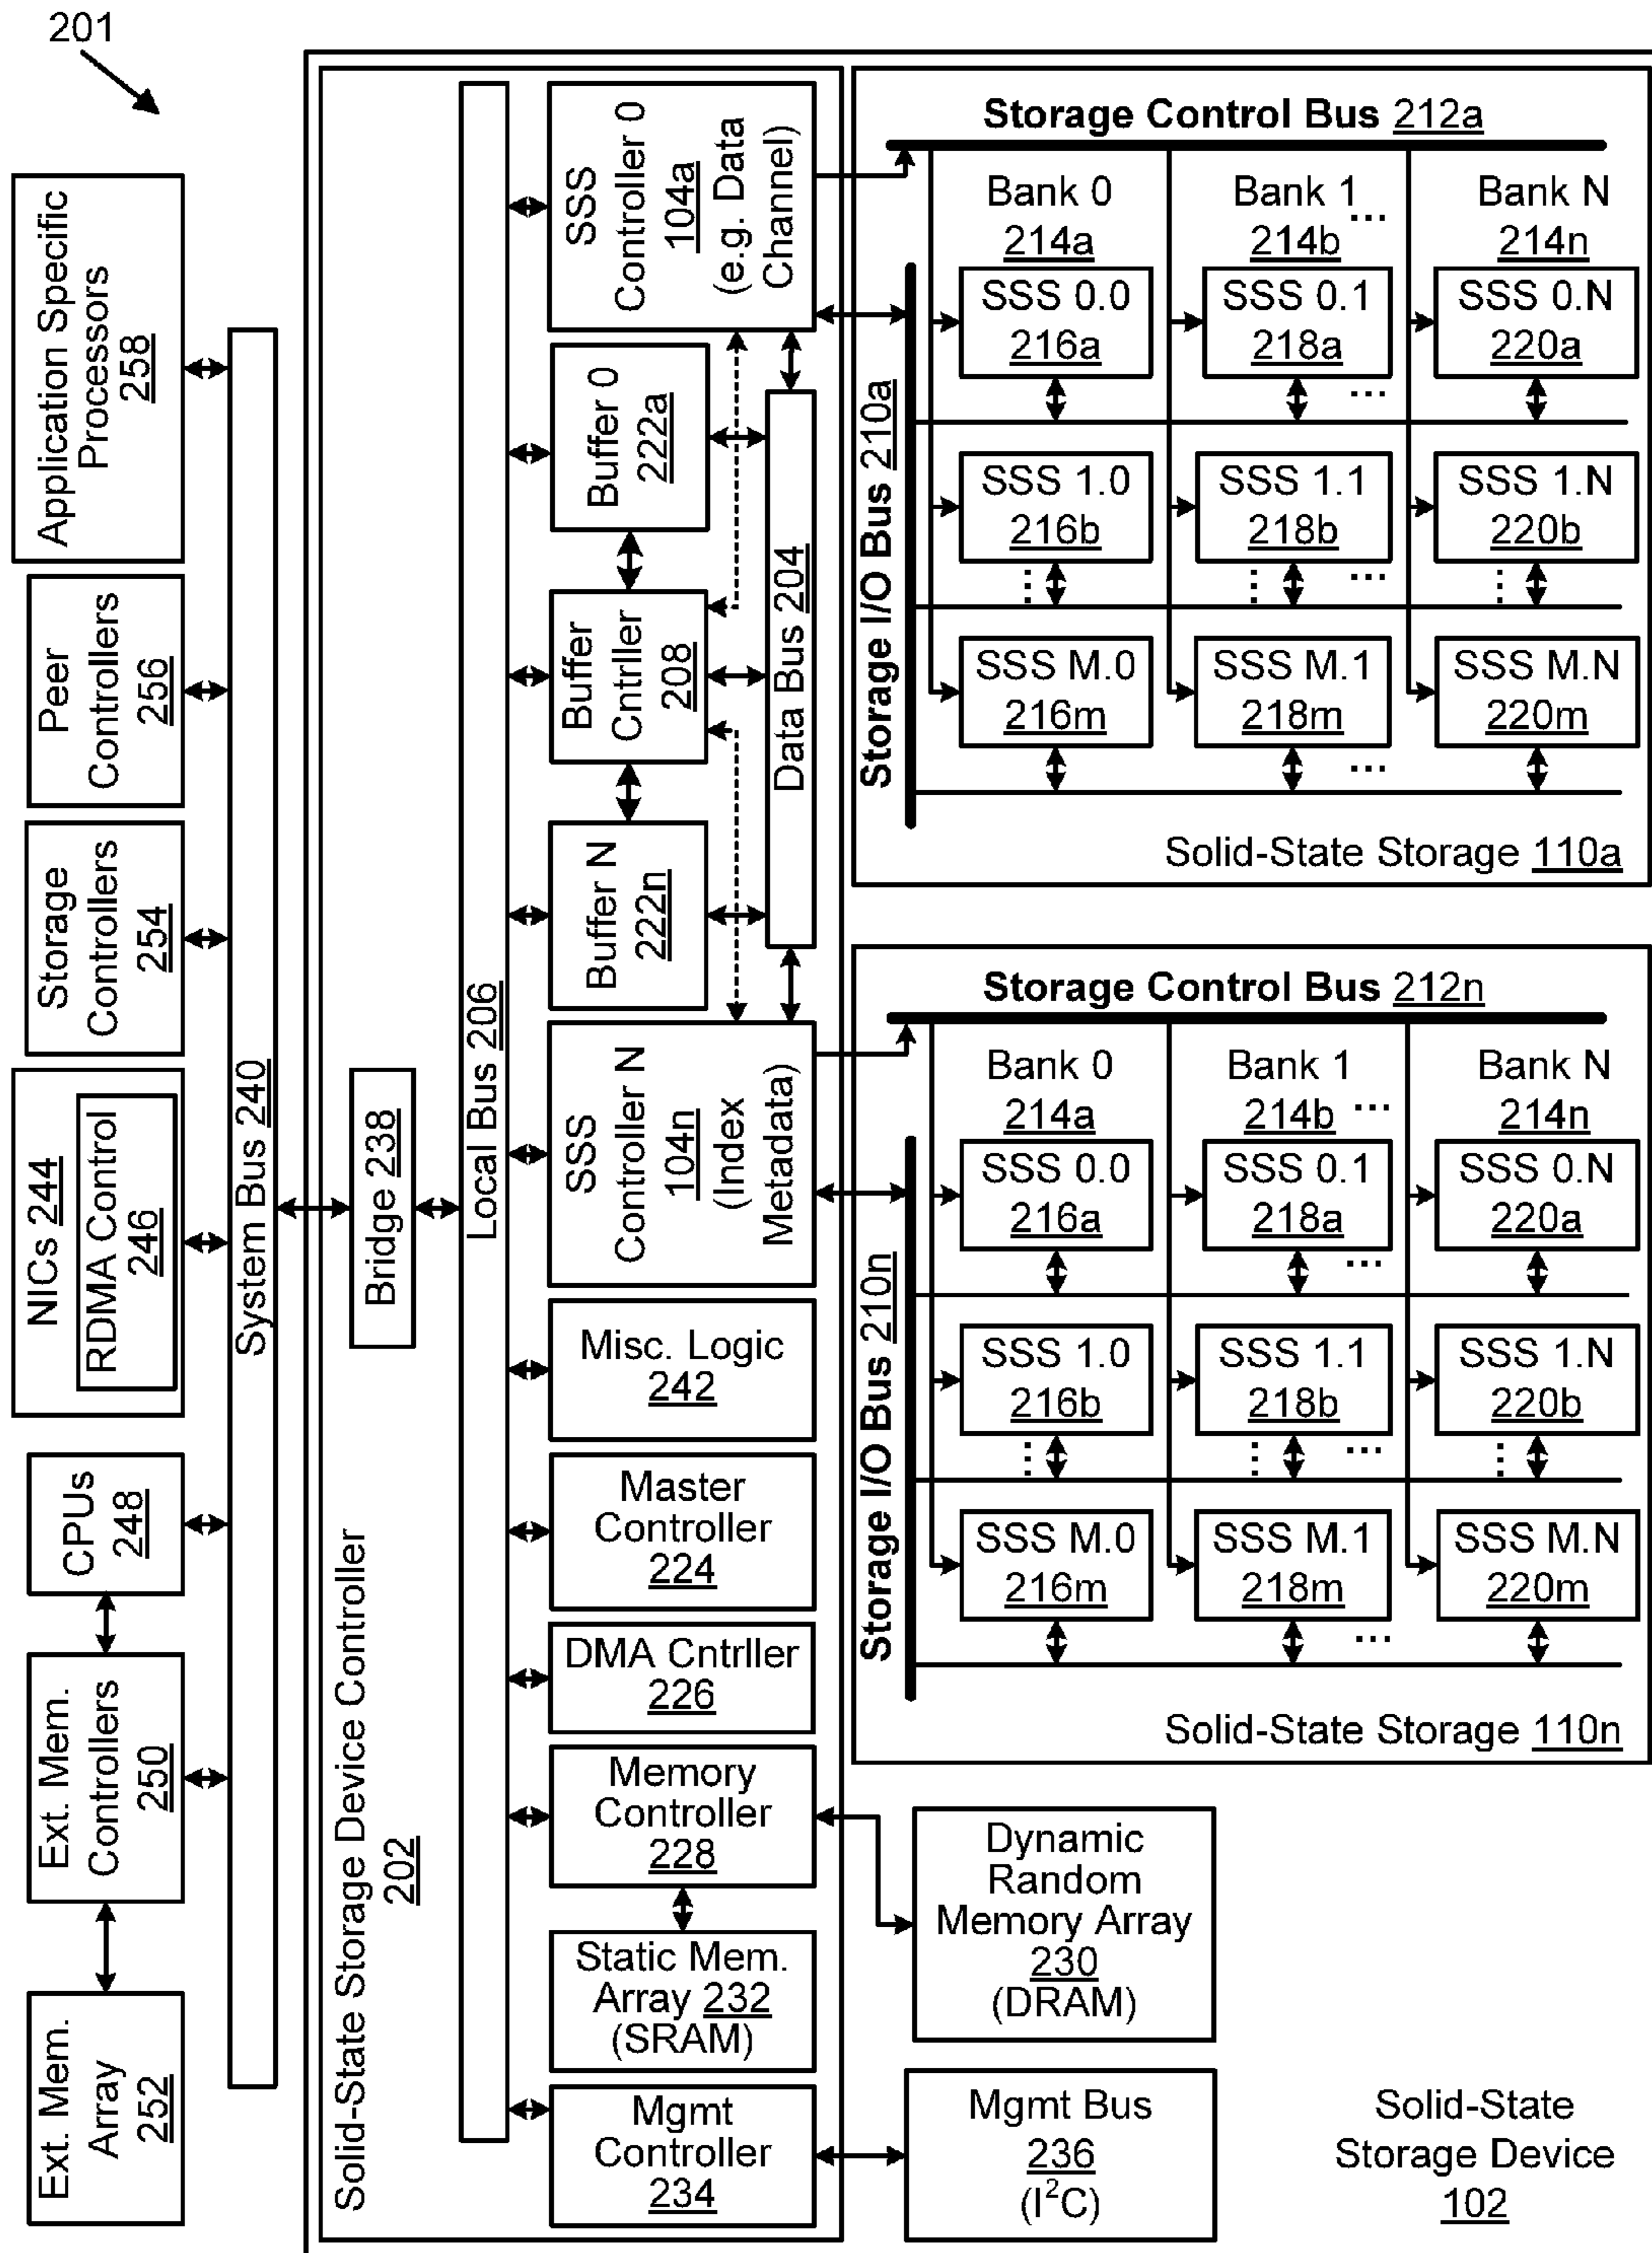 201
Application Specific
Processors
258
Peer
Controllers
256
Storage
Controllers
254
NICs 244
RDMA Control
246
CPUs
248
Ext. Mem.
Controllers
250
Ext. Mem.
Array
252
System Bus 240
Solid-State Storage Device Controller
202
Bridge 238
Local Bus 206
SSS
Controller 0
104a
(e.g. Data
Channel)
Buffer 0
222a
Buffer
Cntrller
208
Buffer N
222n
Data Bus 204
SSS
Controller N
104n
(Index
Metadata)
Misc. Logic
242
Master
Controller
224
DMA Cntrller
226
Memory
Controller
228
Static Mem.
Array 232
(SRAM)
Mgmt
Controller
234
Storage Control Bus 212a
Storage I/O Bus 210a
Bank 0
214a
Bank 1
214b
...
Bank N
214n
SSS 0.0
216a
SSS 0.1
218a
...
SSS 0.N
220a
SSS 1.0
216b
...
SSS 1.1
218b
...
...
SSS 1.N
220b
...
SSS M.0
216m
SSS M.1
218m
...
SSS M.N
220m
Solid-State Storage 110a
Storage Control Bus 212n
Storage I/O Bus 210n
Bank 0
214a
Bank 1
214b
...
Bank N
214n
SSS 0.0
216a
SSS 0.1
218a
...
SSS 0.N
220a
SSS 1.0
216b
...
SSS 1.1
218b
...
...
SSS 1.N
220b
...
SSS M.0
216m
SSS M.1
218m
...
SSS M.N
220m
Solid-State Storage 110n
Dynamic
Random
Memory Array
230
(DRAM)
Mgmt Bus
236
(I²C)
Solid-State
Storage Device
102